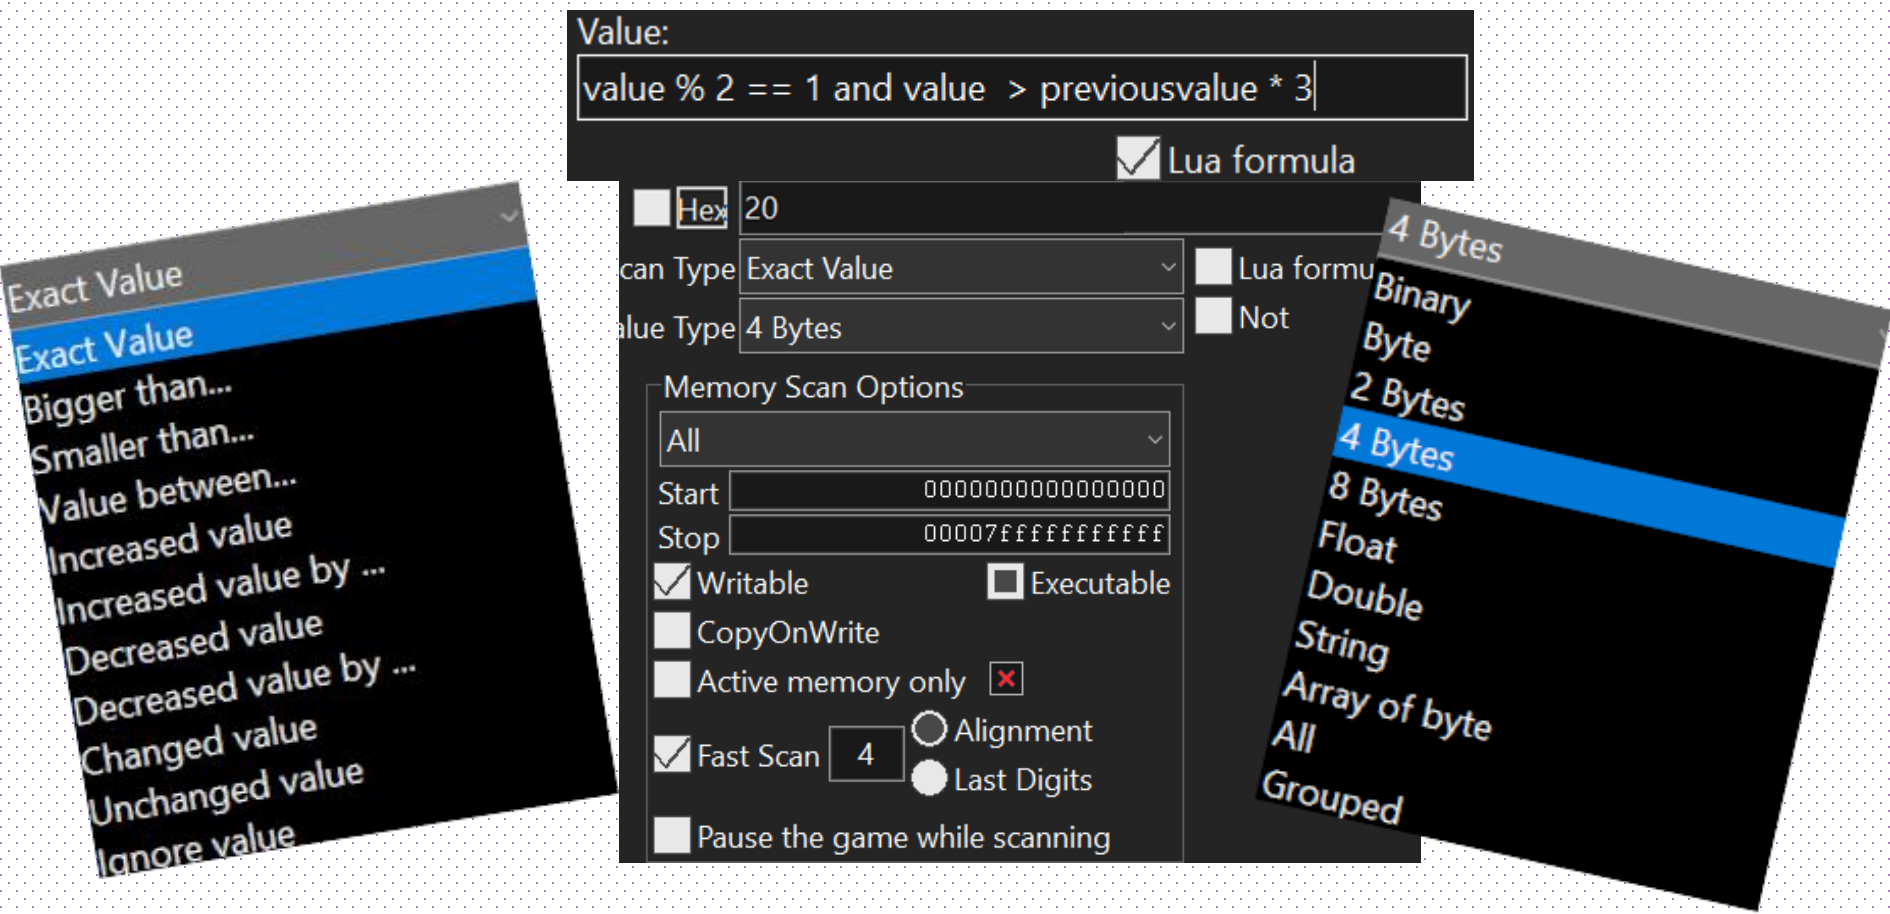 Value:
value % 2 == 1 and value  > previousvalue * 3
Lua formula
Hex 20
can Type Exact Value
Lua formu
alue Type 4 Bytes
Not
Memory Scan Options
All
Start 0000000000000000
Stop 00007fffffffffff
Writable
Executable
CopyOnWrite
Active memory only
Fast Scan 4
Alignment
Last Digits
Pause the game while scanning
Exact Value
Exact Value
Bigger than...
Smaller than...
Value between...
Increased value
Increased value by ...
Decreased value
Decreased value by ...
Changed value
Unchanged value
Ignore value
4 Bytes
Binary
Byte
2 Bytes
4 Bytes
8 Bytes
Float
Double
String
Array of byte
All
Grouped